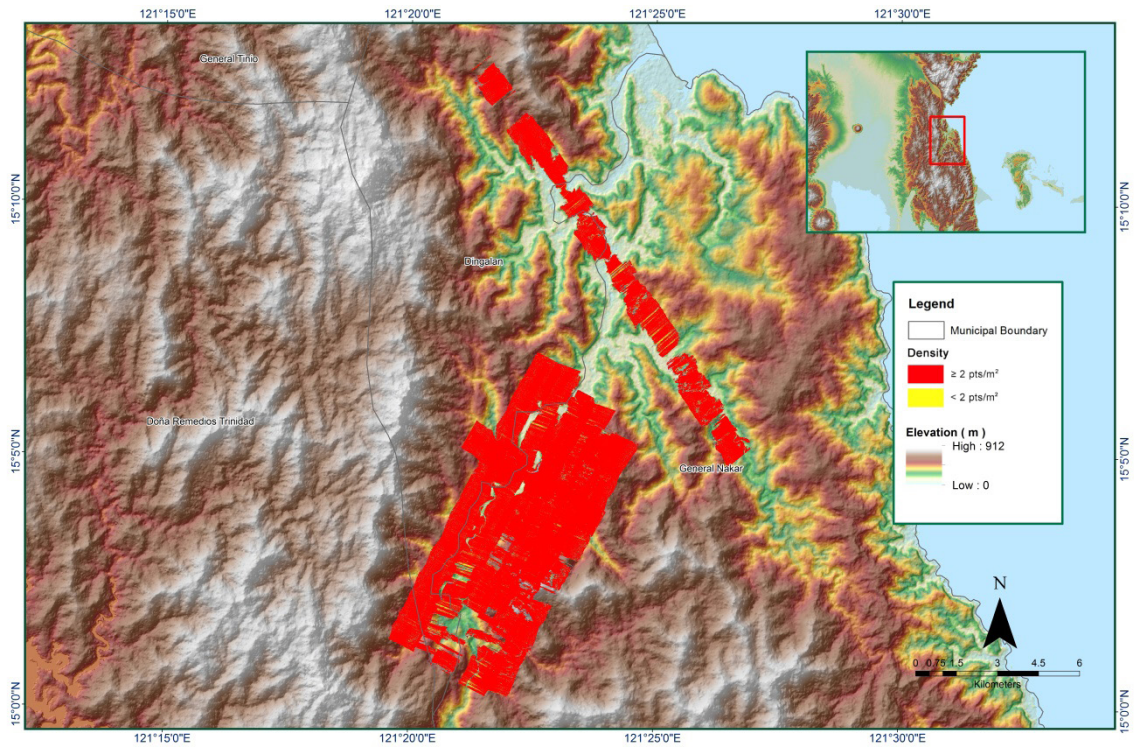 121°15'0"E 121°20'0"E 121°25'0"E 121°30'0"E
General Tinio
15°10'0"N 15°10'0"N
Dingalan
Legend
Municipal Boundary
Density
≥ 2 pts/m²
< 2 pts/m²
Doña Remedios Trinidad
Elevation ( m )
High : 912
Low : 0
15°5'0"N 15°5'0"N
General Nakar
N
0 0.75 1.5 3 4.5 6
Kilometers
15°0'0"N 15°0'0"N
121°15'0"E 121°20'0"E 121°25'0"E 121°30'0"E